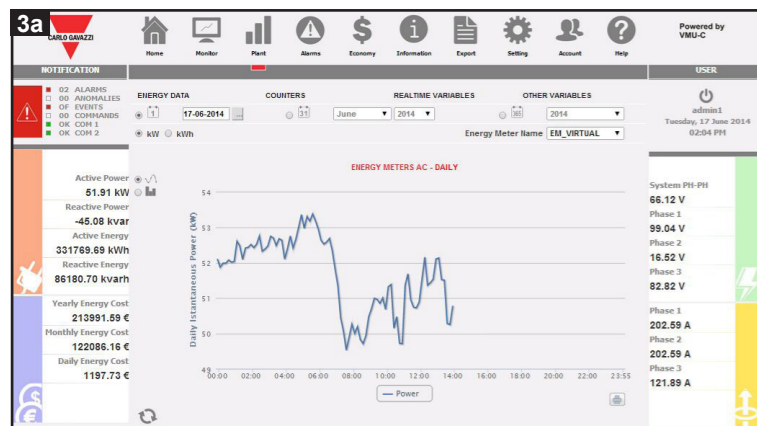 3a
CARLO GAVAZZI
Home Monitor Plant Alarms Economy Information Export Setting Account Help
Powered by
VMU-C
NOTIFICATION
USER
02 ALARMS
00 ANOMALIES
OF EVENTS
00 COMMANDS
OK COM 1
OK COM 2
ENERGY DATA COUNTERS REALTIME VARIABLES OTHER VARIABLES
1 17-06-2014 ... 31 June 2014 365 2014
kW kWh Energy Meter Name EM_VIRTUAL
admin1
Tuesday, 17 June 2014
02:04 PM
Active Power
51.91 kW
Reactive Power
-45.08 kvar
Active Energy
331769.69 kWh
Reactive Energy
86180.70 kvarh
Yearly Energy Cost
213991.59 €
Monthly Energy Cost
122086.16 €
Daily Energy Cost
1197.73 €
ENERGY METERS AC - DAILY
Daily Istantaneous Power (kW)
54
53
52
51
50
49
00:00 02:00 04:00 06:00 08:00 10:00 12:00 14:00 16:00 18:00 20:00 22:00 23:55
Power
System PH-PH
66.12 V
Phase 1
99.04 V
Phase 2
16.52 V
Phase 3
82.82 V
Phase 1
202.59 A
Phase 2
202.59 A
Phase 3
121.89 A
$
€